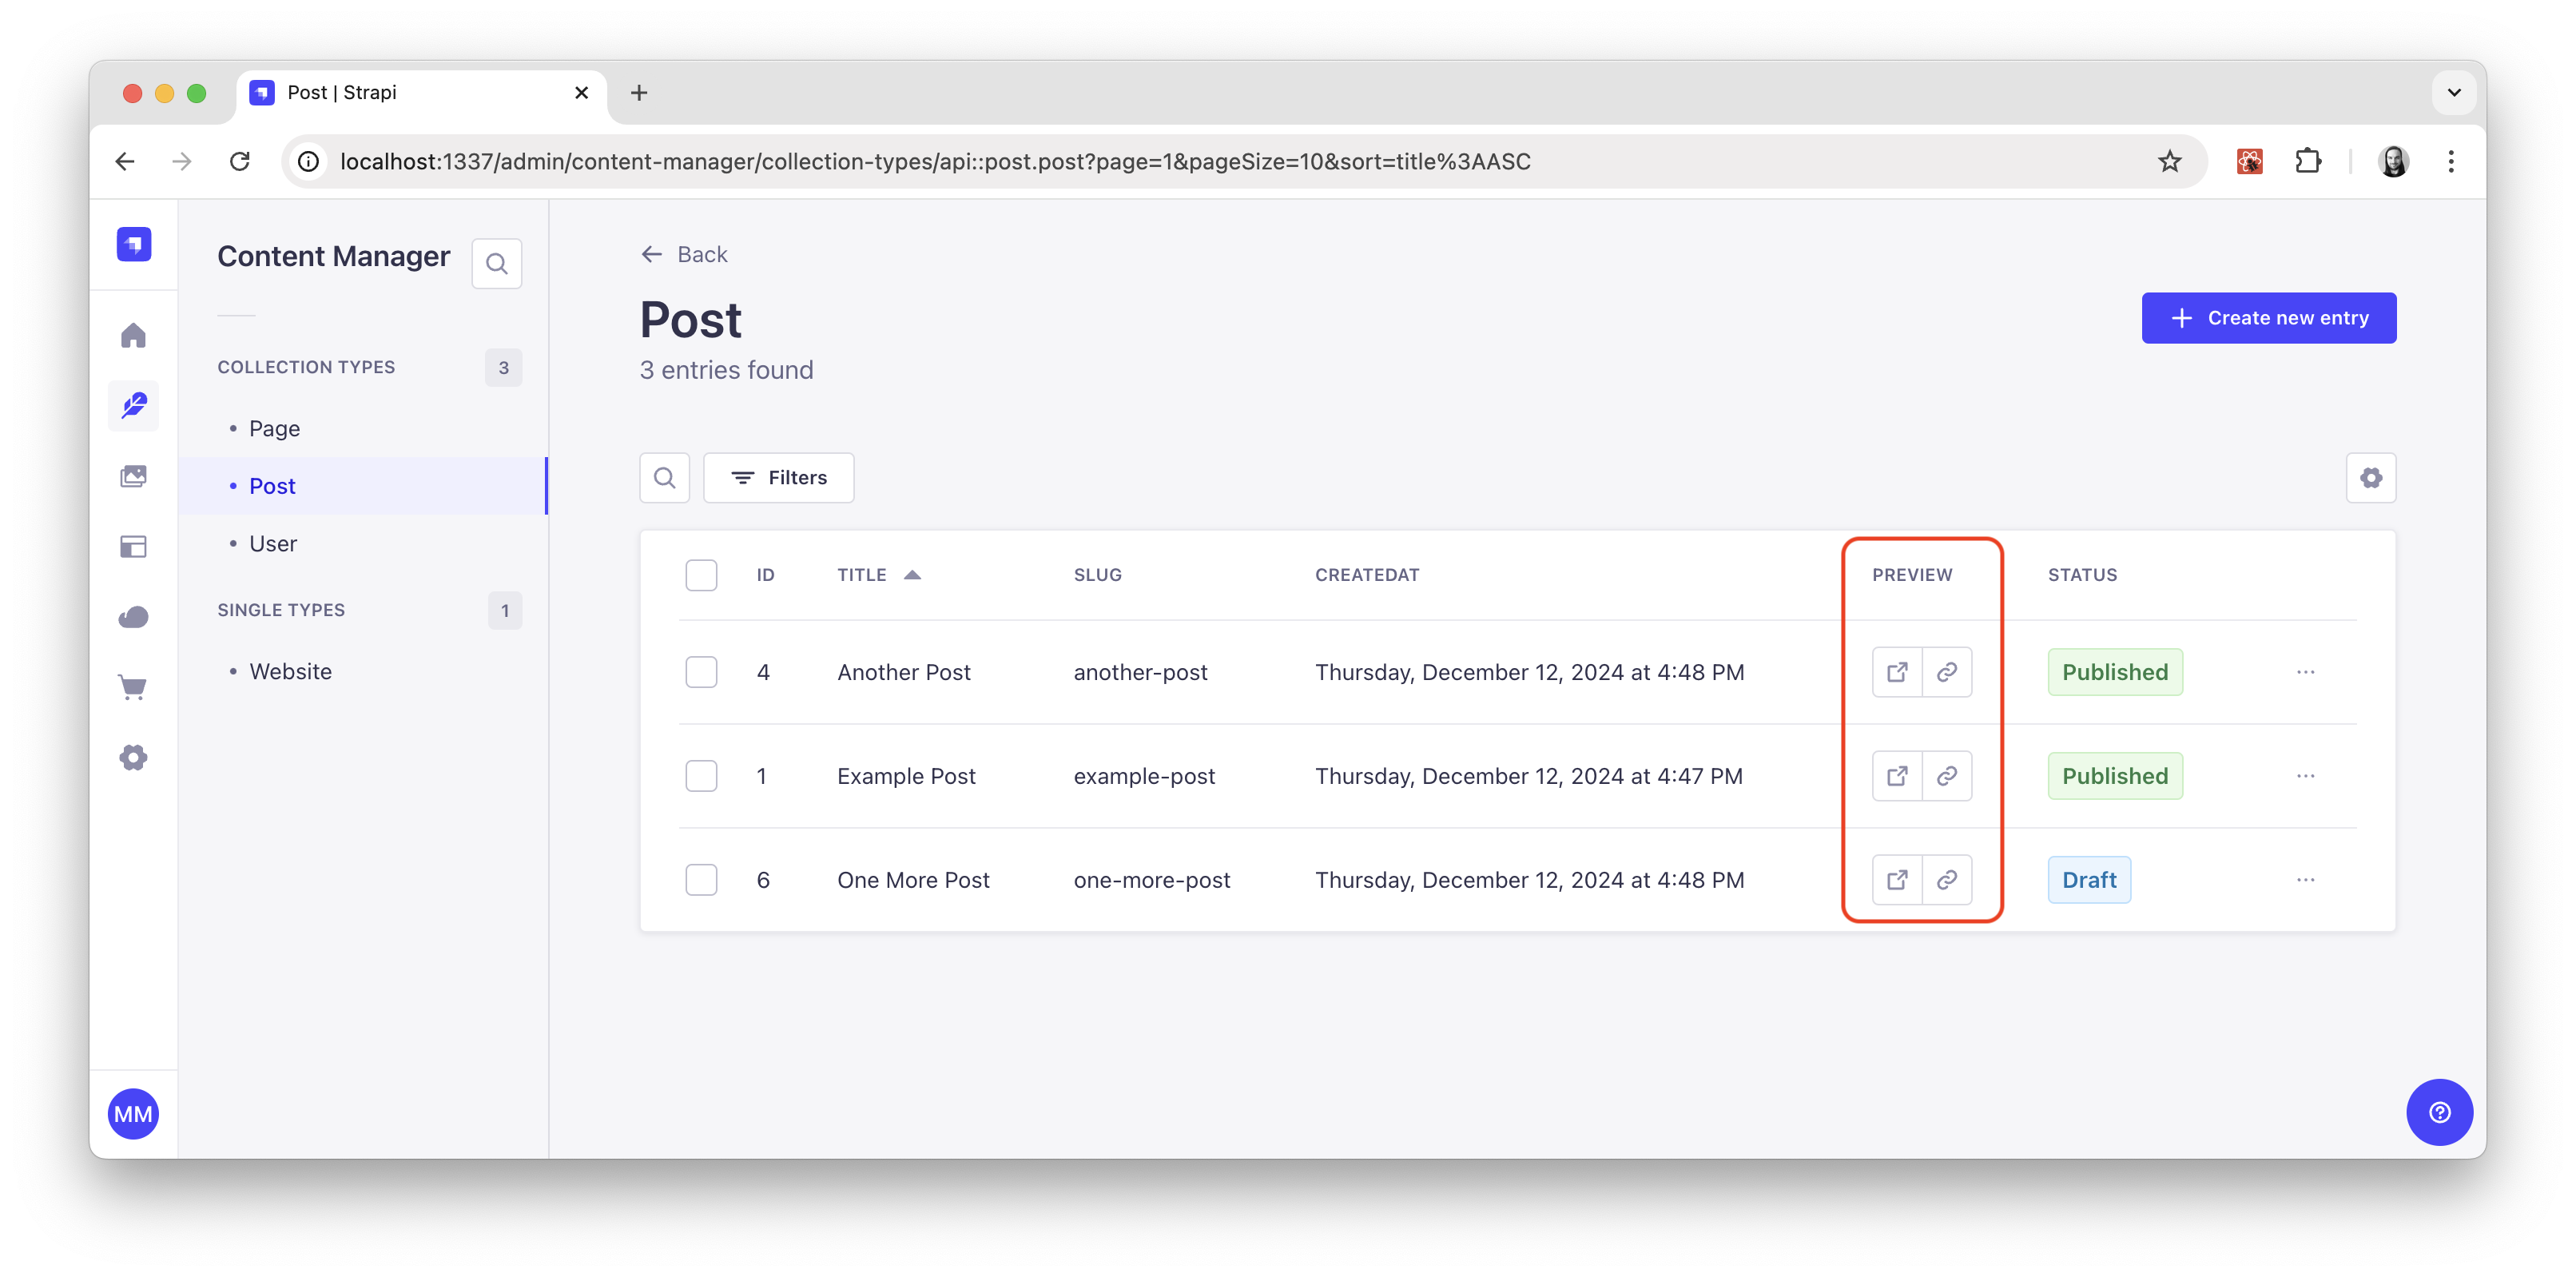 Post | Strapi
localhost:1337/admin/content-manager/collection-types/api::post.post?page=1&pageSize=10&sort=title%3AASC
Content Manager
COLLECTION TYPES 3
Page
Post
User
SINGLE TYPES 1
Website
MM
Back
Post
3 entries found
Create new entry
Filters
ID TITLE SLUG CREATEDAT PREVIEW STATUS
4 Another Post another-post Thursday, December 12, 2024 at 4:48 PM Published
1 Example Post example-post Thursday, December 12, 2024 at 4:47 PM Published
6 One More Post one-more-post Thursday, December 12, 2024 at 4:48 PM Draft